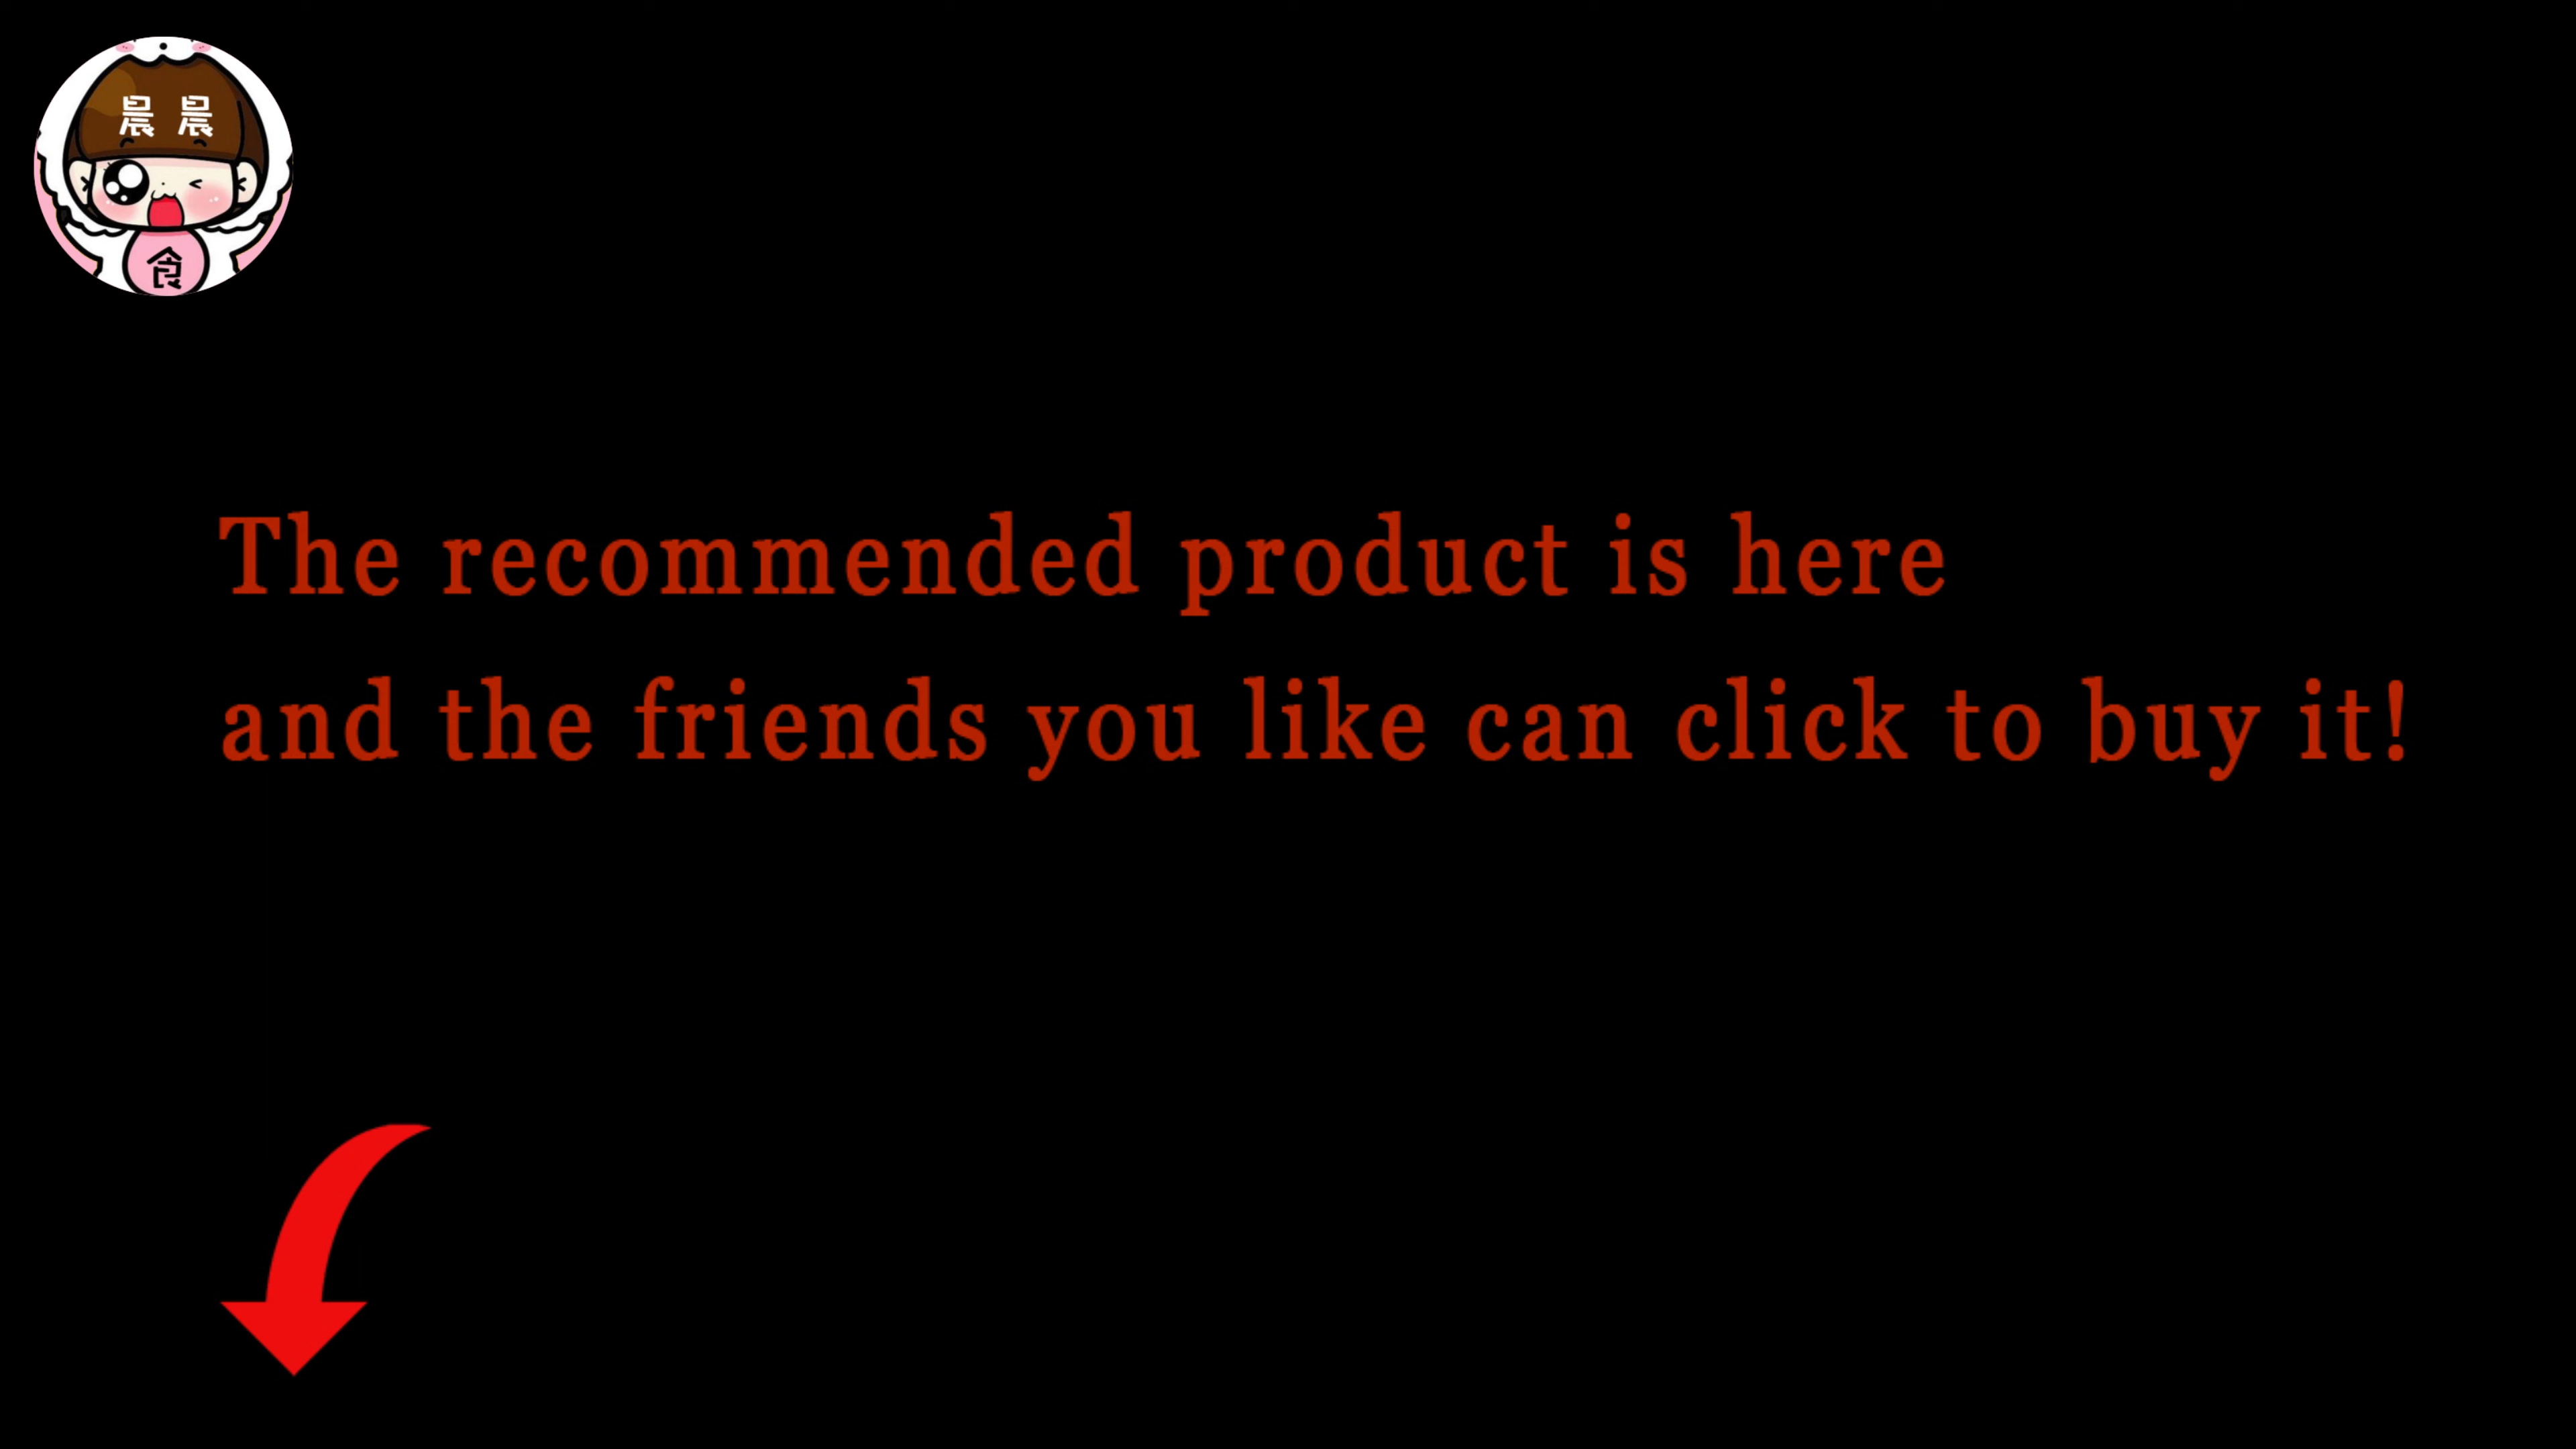 晨晨
食
The recommended product is here
and the friends you like can click to buy it!